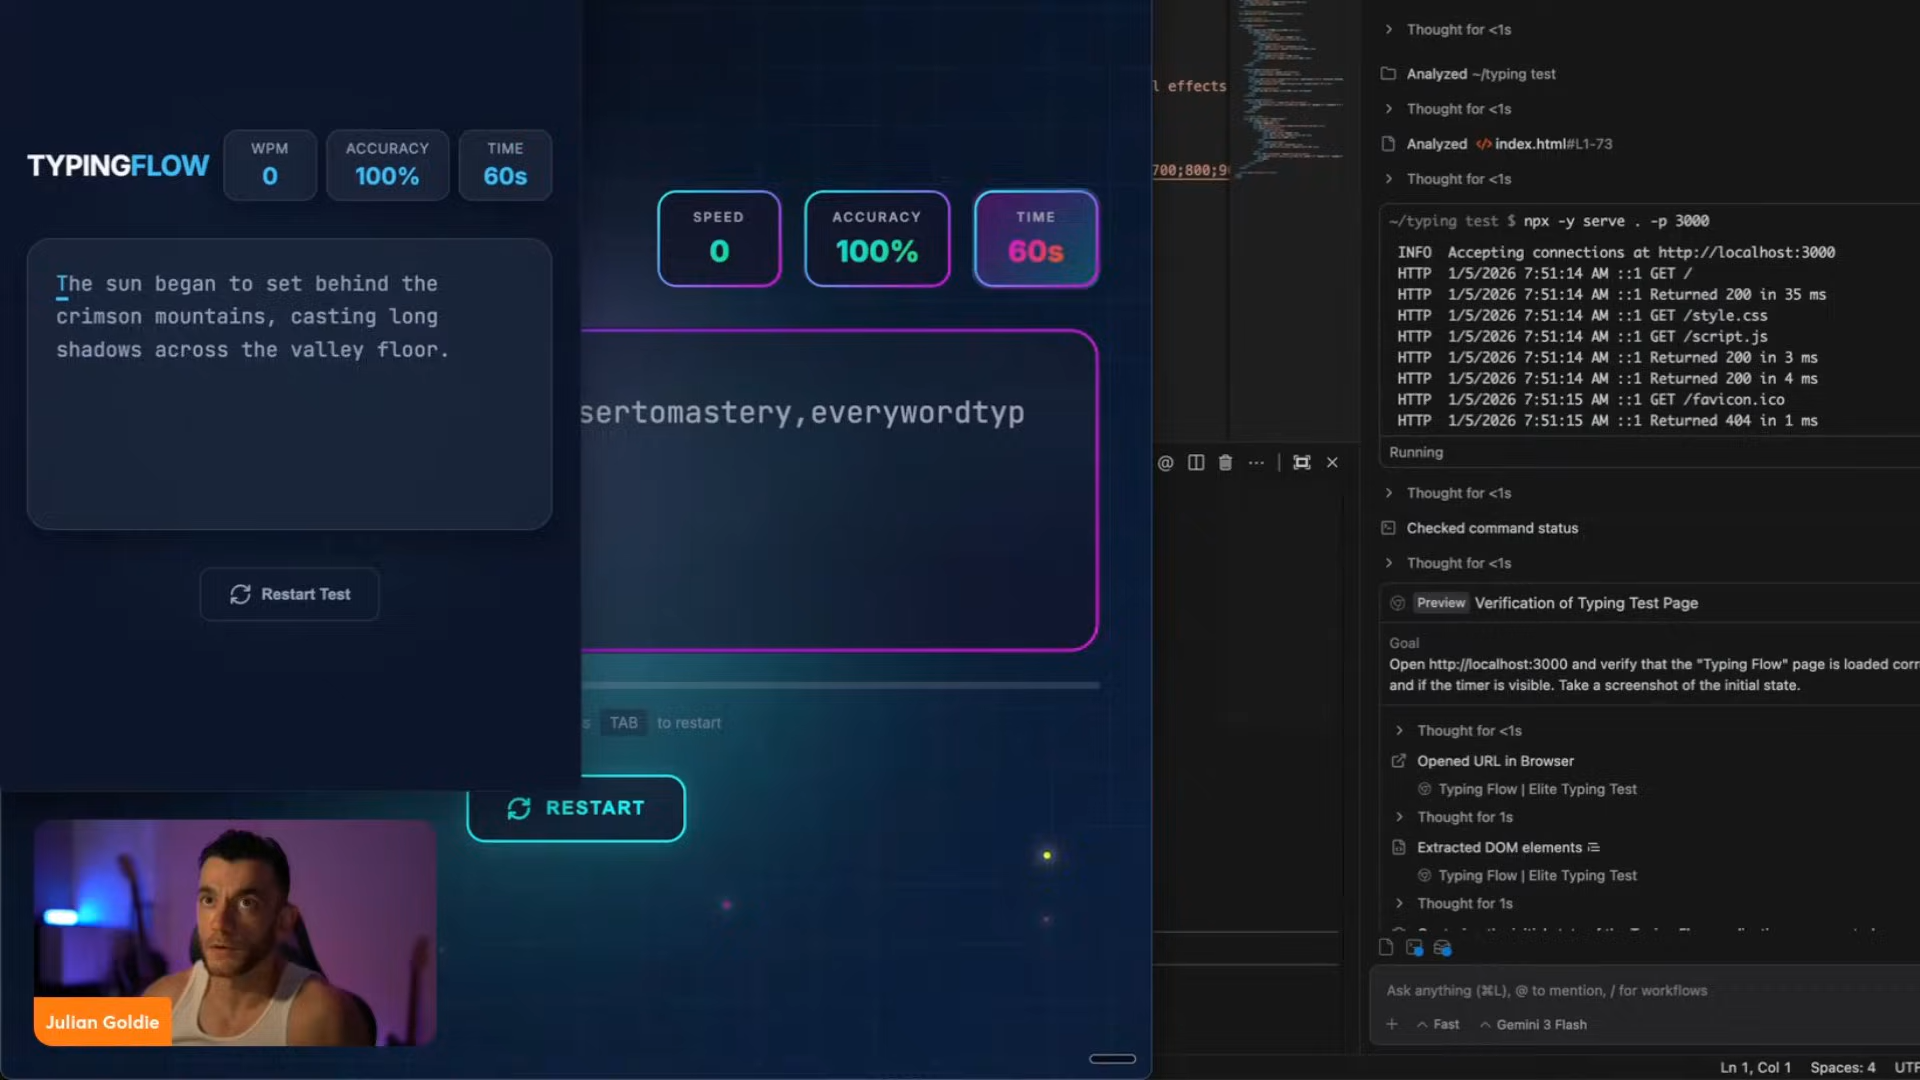 TYPINGFLOW
WPM
0
ACCURACY
100%
TIME
60s
The sun began to set behind the
crimson mountains, casting long
shadows across the valley floor.
Restart Test
SPEED
0
ACCURACY
100%
TIME
60s
sertomastery,everywordtyp
s TAB to restart
RESTART
Julian Goldie
l effects
700;800;9
@
Thought for <1s
Analyzed ~/typing test
Thought for <1s
Analyzed </> index.html#L1-73
Thought for <1s
~/typing test $ npx -y serve . -p 3000
INFO Accepting connections at http://localhost:3000
HTTP 1/5/2026 7:51:14 AM ::1 GET /
HTTP 1/5/2026 7:51:14 AM ::1 Returned 200 in 35 ms
HTTP 1/5/2026 7:51:14 AM ::1 GET /style.css
HTTP 1/5/2026 7:51:14 AM ::1 GET /script.js
HTTP 1/5/2026 7:51:14 AM ::1 Returned 200 in 3 ms
HTTP 1/5/2026 7:51:14 AM ::1 Returned 200 in 4 ms
HTTP 1/5/2026 7:51:15 AM ::1 GET /favicon.ico
HTTP 1/5/2026 7:51:15 AM ::1 Returned 404 in 1 ms
Running
Thought for <1s
Checked command status
Thought for <1s
Preview Verification of Typing Test Page
Goal
Open http://localhost:3000 and verify that the "Typing Flow" page is loaded corr
and if the timer is visible. Take a screenshot of the initial state.
Thought for <1s
Opened URL in Browser
Typing Flow | Elite Typing Test
Thought for 1s
Extracted DOM elements
Typing Flow | Elite Typing Test
Thought for 1s
Ask anything (⌘L), @ to mention, / for workflows
+ Fast Gemini 3 Flash
Ln 1, Col 1 Spaces: 4 UTF